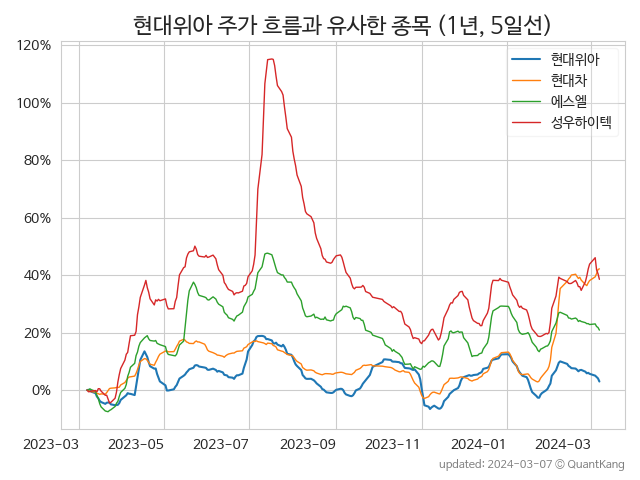 현대위아 주가 흐름과 유사한 종목 (1년, 5일선)
120%
100%
80%
60%
40%
20%
0%
현대위아
현대차
에스엘
성우하이텍
2023-03
2023-05
2023-07
2023-09
2023-11
2024-01
2024-03
updated: 2024-03-07 © QuantKang